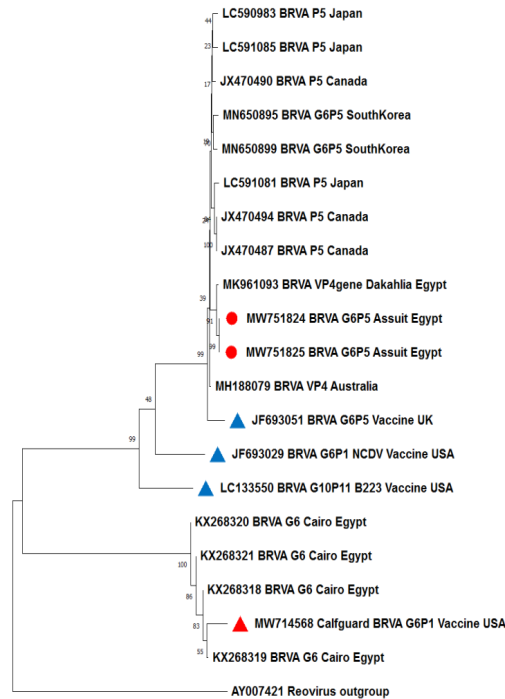 44
LC590983 BRVA P5 Japan
23
LC591085 BRVA P5 Japan
17
JX470490 BRVA P5 Canada
MN650895 BRVA G6P5 SouthKorea
MN650899 BRVA G6P5 SouthKorea
LC591081 BRVA P5 Japan
JX470494 BRVA P5 Canada
100
JX470487 BRVA P5 Canada
39
MK961093 BRVA VP4gene Dakahlia Egypt
91
MW751824 BRVA G6P5 Assuit Egypt
99
99
MW751825 BRVA G6P5 Assuit Egypt
MH188079 BRVA VP4 Australia
48
JF693051 BRVA G6P5 Vaccine UK
99
JF693029 BRVA G6P1 NCDV Vaccine USA
LC133550 BRVA G10P11 B223 Vaccine USA
KX268320 BRVA G6 Cairo Egypt
100
KX268321 BRVA G6 Cairo Egypt
86
KX268318 BRVA G6 Cairo Egypt
83
MW714568 Calfguard BRVA G6P1 Vaccine USA
55
KX268319 BRVA G6 Cairo Egypt
AY007421 Reovirus outgroup